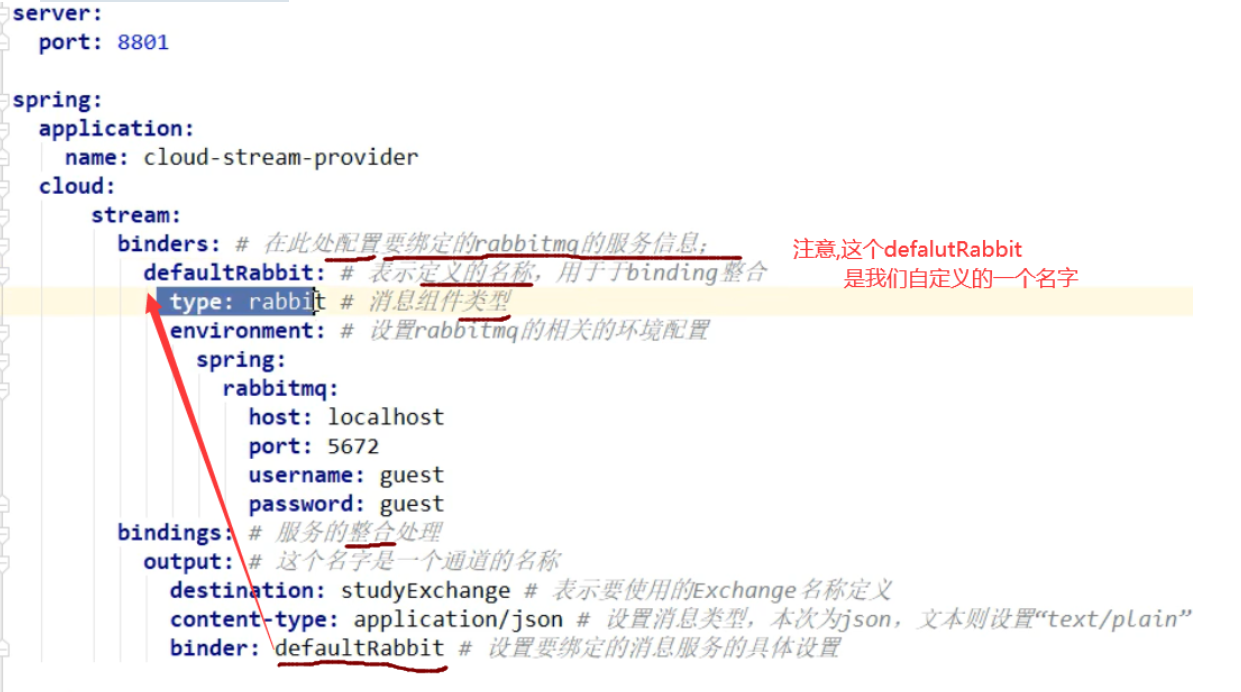 server:
port: 8801
spring:
application:
name: cloud-stream-provider
cloud:
stream:
binders: # 在此处配置要绑定的rabbitmq的服务信息;
defaultRabbit: # 表示定义的名称，用于于binding整合
type: rabbit # 消息组件类型
environment: # 设置rabbitmq的相关的环境配置
spring:
rabbitmq:
host: localhost
port: 5672
username: guest
password: guest
bindings: # 服务的整合处理
output: # 这个名字是一个通道的名称
destination: studyExchange # 表示要使用的Exchange名称定义
content-type: application/json # 设置消息类型，本次为json，文本则设置“text/plain”
binder: defaultRabbit # 设置要绑定的消息服务的具体设置
注意,这个defalutRabbit
是我们自定义的一个名字